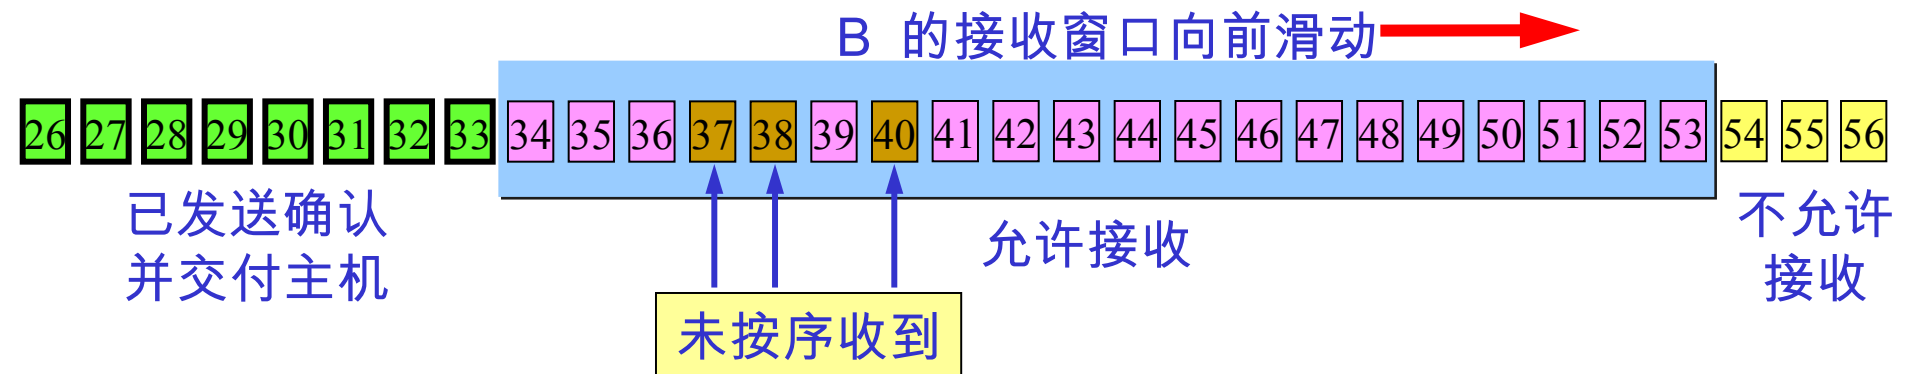 B 的接收窗口向前滑动
26 27 28 29 30 31 32 33 34 35 36 37 38 39 40 41 42 43 44 45 46 47 48 49 50 51 52 53 54 55 56
已发送确认
并交付主机
允许接收
不允许
接收
未按序收到